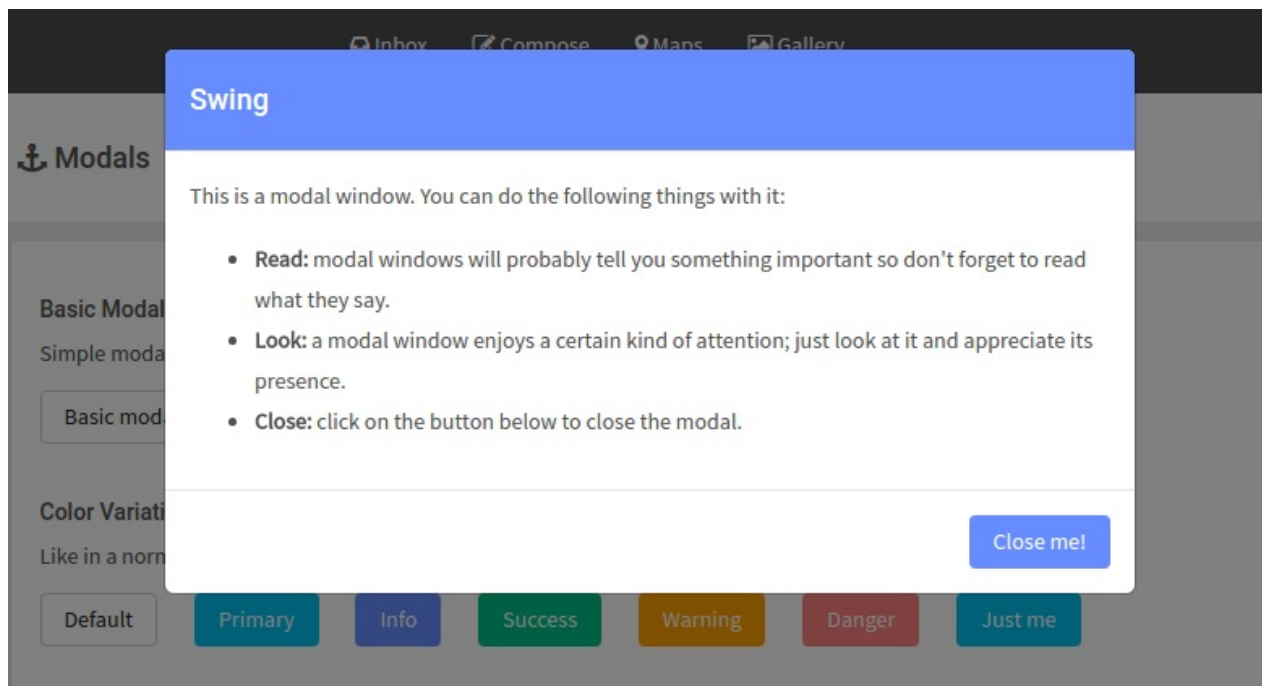 Inbox Compose Maps Gallery
Swing
Modals
This is a modal window. You can do the following things with it:
Read: modal windows will probably tell you something important so don't forget to read
what they say.
Look: a modal window enjoys a certain kind of attention; just look at it and appreciate its
presence.
Close: click on the button below to close the modal.
Close me!
Basic Modal
Simple moda
Basic mod
Color Variati
Like in a norm
Default Primary Info Success Warning Danger Just me